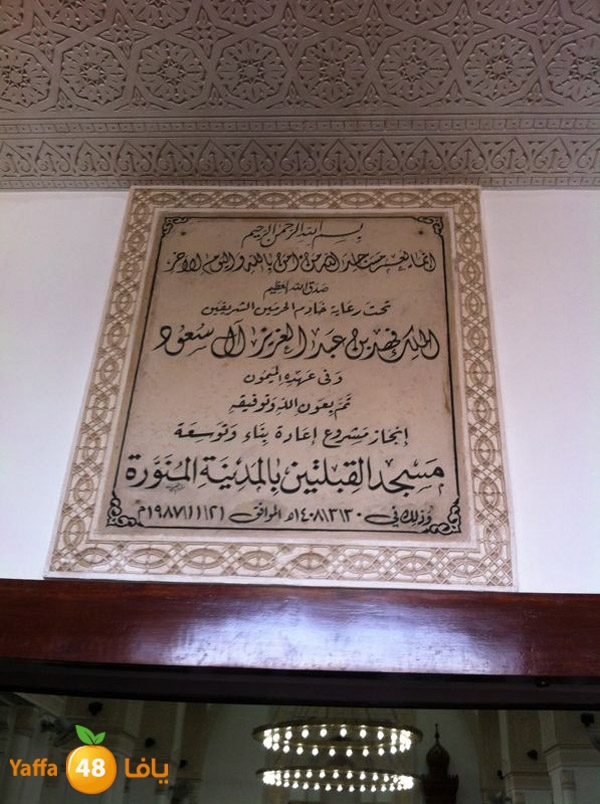 بسم الله الرحمن الرحيم
إنما يعمر مساجد الله من آمن بالله واليوم الآخر
صدق الله العظيم
تحت رعاية خادم الحرمين الشريفين
الملك فهد بن عبد العزيز آل سعود
وفي عهده الميمون
تم بعون الله وتوفيقه
إنجاز مشروع إعادة بناء وتوسعة
مسجد القبلتين بالمدينة المنورة
وذلك في ١٤٠٨/٣/٣٠هـ الموافق ١٩٨٧/١١/٢١م
Yaffa 48 يافا